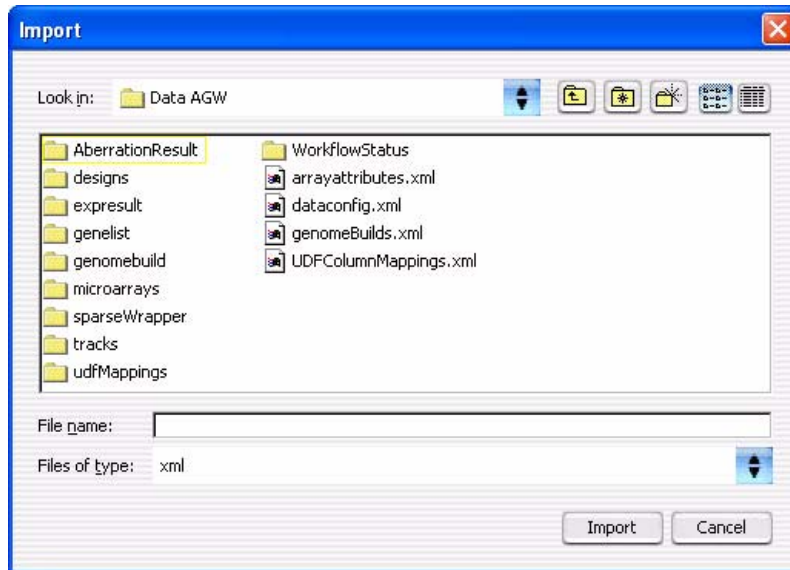 Import
Look in: Data AGW
AberrationResult
designs
expresult
genelist
genomebuild
microarrays
sparseWrapper
tracks
udfMappings
WorkflowStatus
arrayattributes.xml
dataconfig.xml
genomeBuilds.xml
UDFColumnMappings.xml
File name:
Files of type: xml
Import Cancel